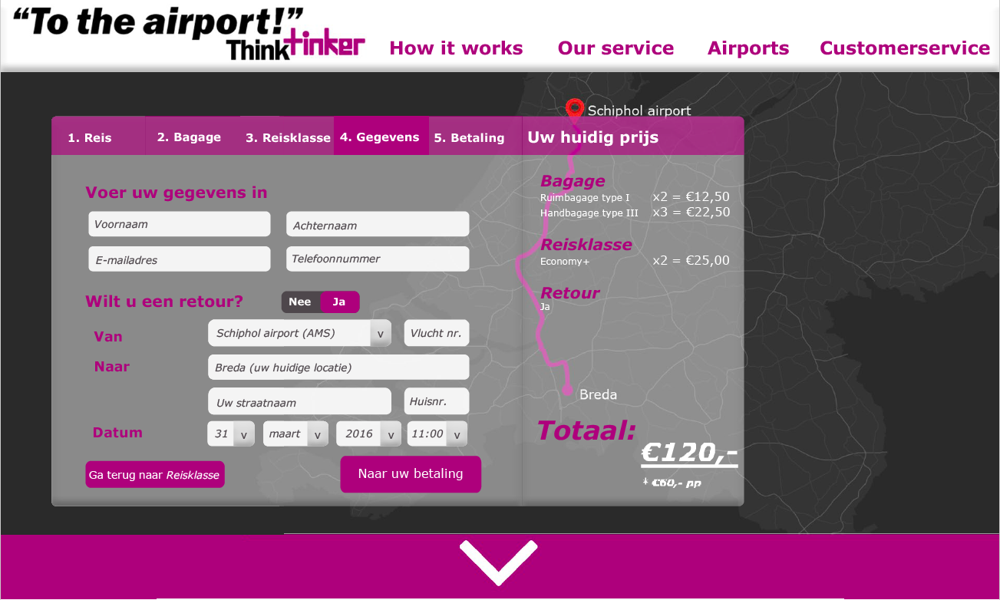 “To the airport!”
Thinktinker
How it works
Our service
Airports
Customerservice
Schiphol airport
1. Reis
2. Bagage
3. Reisklasse
4. Gegevens
5. Betaling
Uw huidig prijs
Voer uw gegevens in
Voornaam
Achternaam
E-mailadres
Telefoonnummer
Wilt u een retour?
Nee
Ja
Van
Schiphol airport (AMS)
v
Vlucht nr.
Naar
Breda (uw huidige locatie)
Uw straatnaam
Huisnr.
Datum
31
v
maart
v
2016
v
11:00
v
Ga terug naar Reisklasse
Naar uw betaling
Bagage
Ruimbagage type I x2 = €12,50
Handbagage type III x3 = €22,50
Reisklasse
Economy+ x2 = €25,00
Retour
Ja
Breda
Totaal:
€120,-
€60,- pp